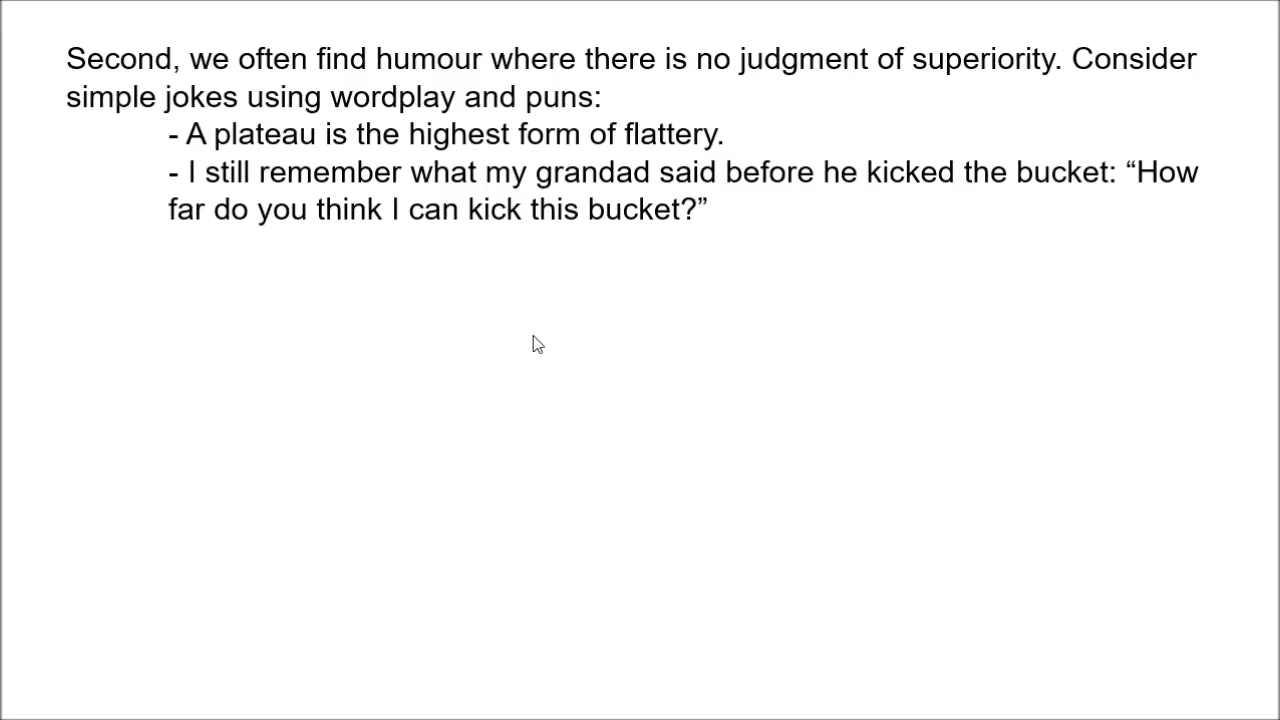 Second, we often find humour where there is no judgment of superiority. Consider
simple jokes using wordplay and puns:
- A plateau is the highest form of flattery.
- I still remember what my grandad said before he kicked the bucket: “How
far do you think I can kick this bucket?”